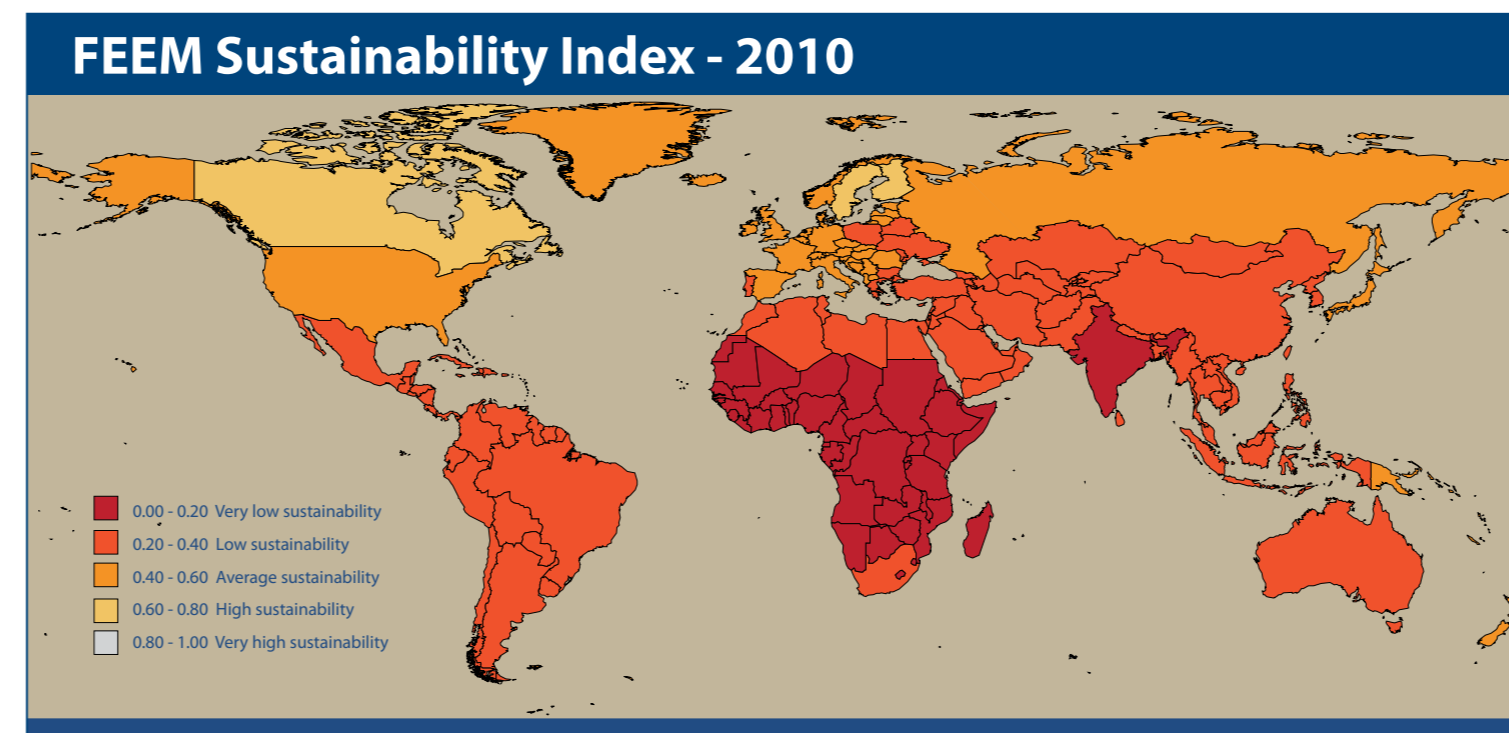 FEEM Sustainability Index - 2010
0.00 - 0.20 Very low sustainability
0.20 - 0.40 Low sustainability
0.40 - 0.60 Average sustainability
0.60 - 0.80 High sustainability
0.80 - 1.00 Very high sustainability